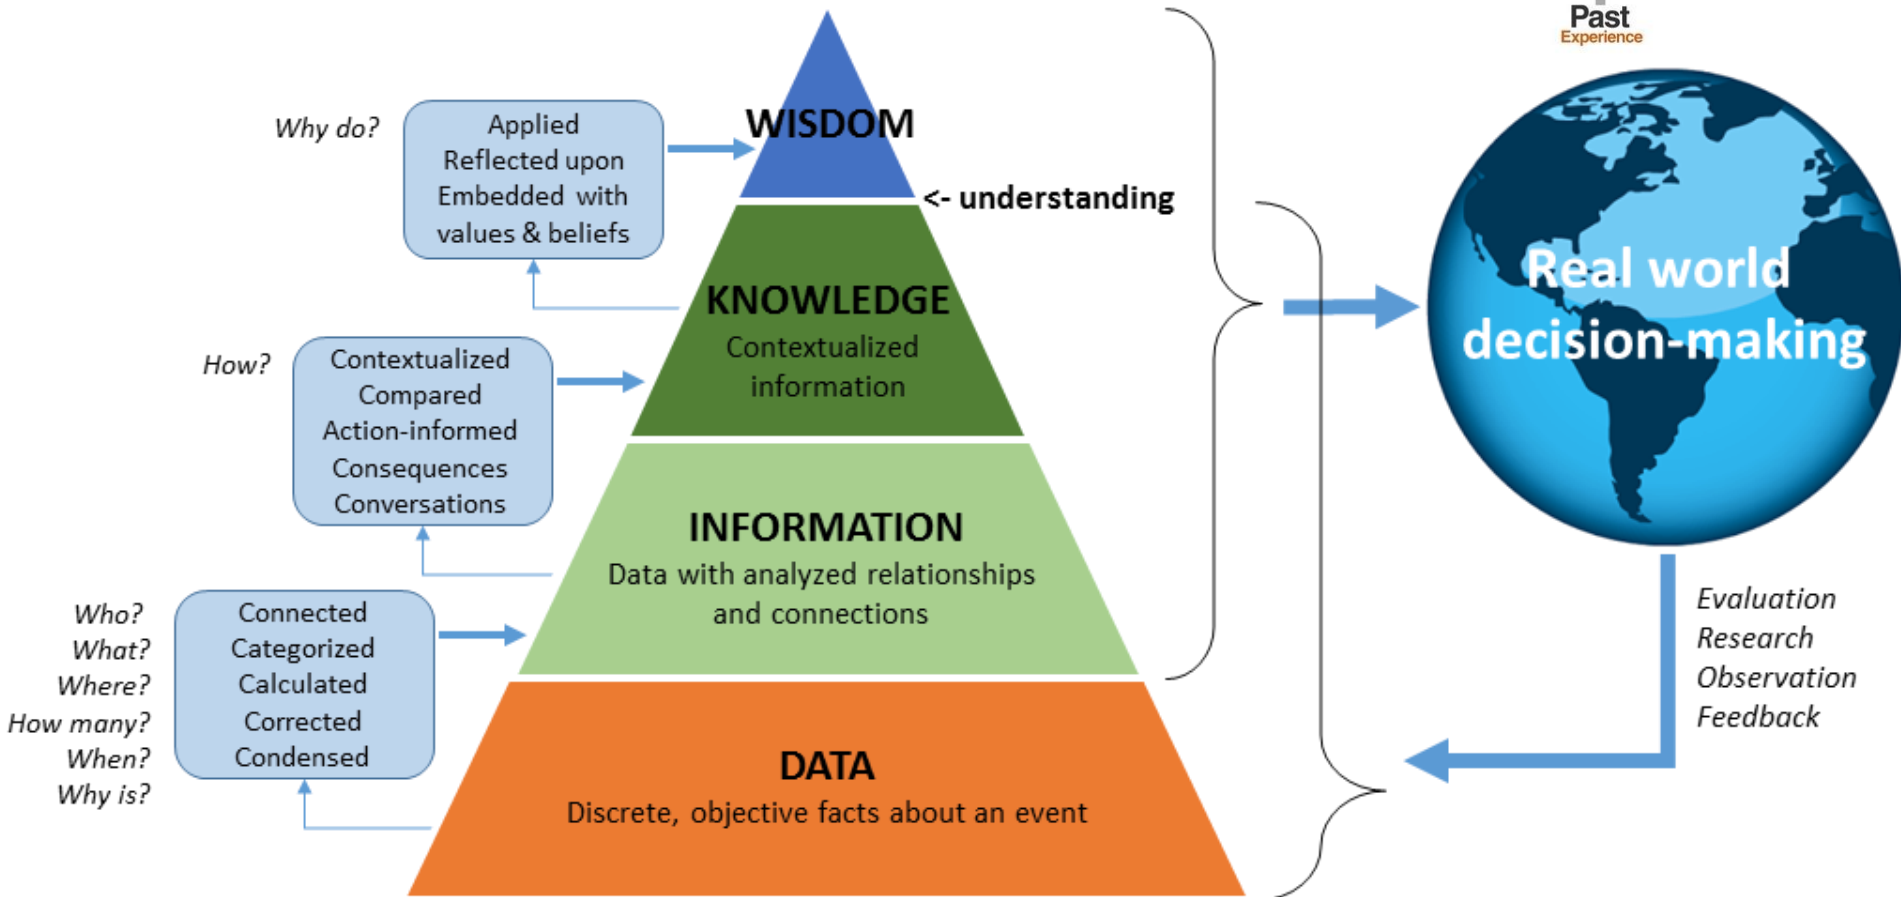 Past
Experience
Why do?
Applied
Reflected upon
Embedded with
values & beliefs
WISDOM
<- understanding
How?
Contextualized
Compared
Action-informed
Consequences
Conversations
KNOWLEDGE
Contextualized
information
Real world
decision-making
Who?
What?
Where?
How many?
When?
Why is?
Connected
Categorized
Calculated
Corrected
Condensed
INFORMATION
Data with analyzed relationships
and connections
Evaluation
Research
Observation
Feedback
DATA
Discrete, objective facts about an event